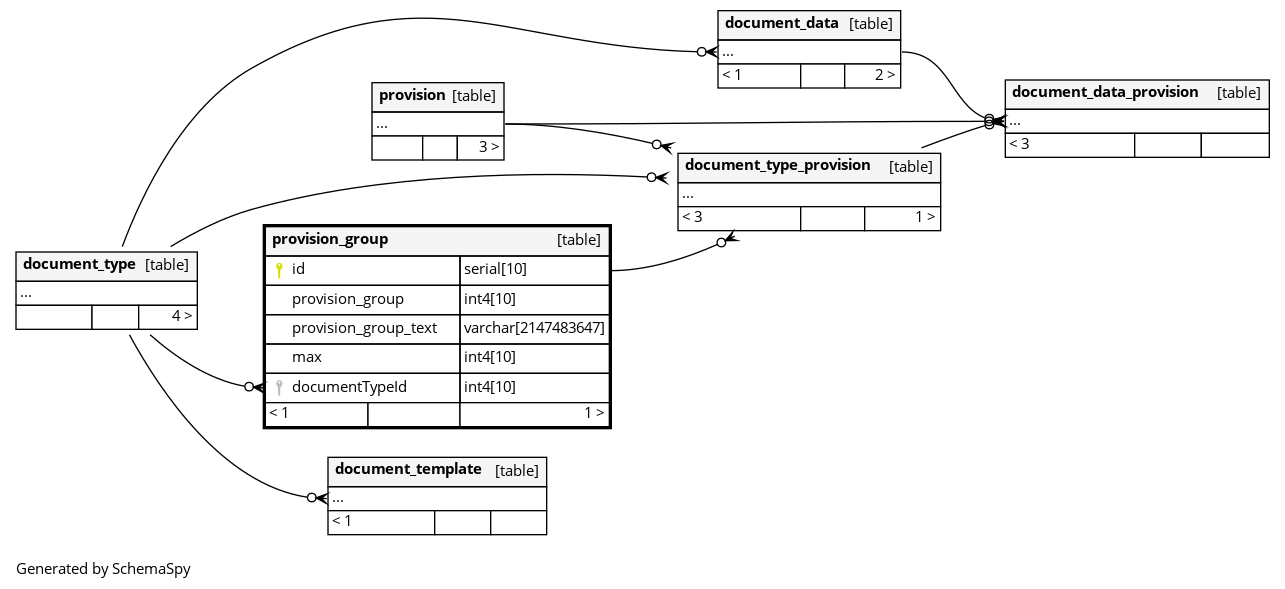 document_data [table]
...
< 1 2 >
provision [table]
...
3 >
document_data_provision [table]
...
< 3
document_type_provision [table]
...
< 3 1 >
provision_group [table]
id serial[10]
provision_group int4[10]
provision_group_text varchar[2147483647]
max int4[10]
documentTypeId int4[10]
< 1 1 >
document_type [table]
...
4 >
document_template [table]
...
< 1
Generated by SchemaSpy